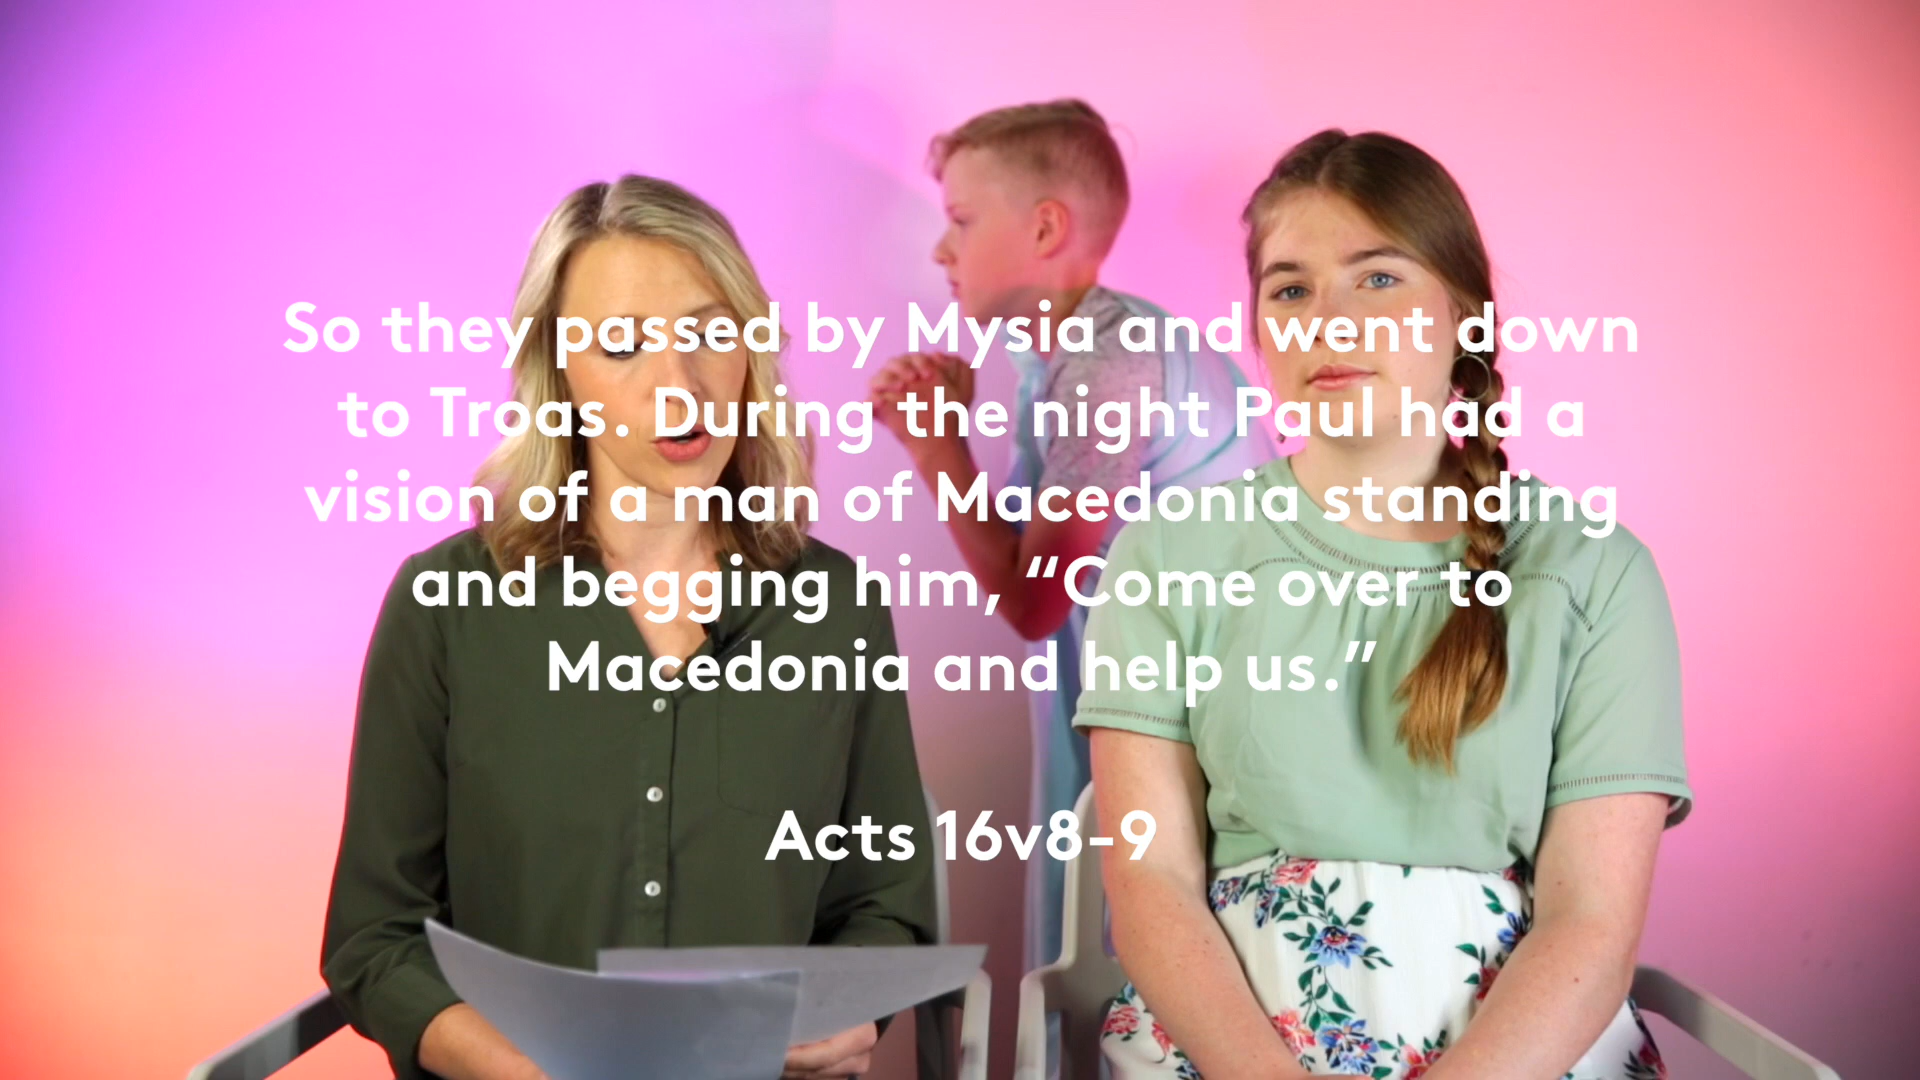 So they passed by Mysia and went down
to Troas. During the night Paul had a
vision of a man of Macedonia standing
and begging him, “Come over to
Macedonia and help us.”
Acts 16v8-9